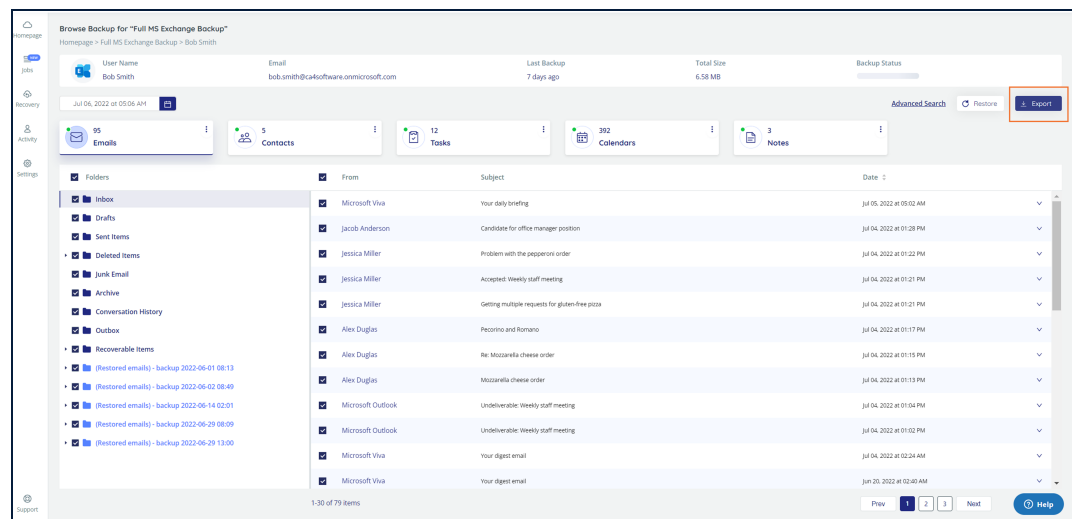 Browse Backup for "Full MS Exchange Backup"
Homepage > Full MS Exchange Backup > Bob Smith
Homepage
NEW
Jobs
Recovery
Activity
Settings
Support
User Name Email Last Backup Total Size Backup Status
Bob Smith bob.smith@ca4software.onmicrosoft.com 7 days ago 6.58 MB
Jul 06, 2022 at 05:06 AM Advanced Search Restore Export
95 5 12 392 3
Emails Contacts Tasks Calendars Notes
Folders
Inbox
Drafts
Sent Items
Deleted Items
Junk Email
Archive
Conversation History
Outbox
Recoverable Items
(Restored emails) - backup 2022-06-01 08:13
(Restored emails) - backup 2022-06-02 08:49
(Restored emails) - backup 2022-06-14 02:01
(Restored emails) - backup 2022-06-29 08:09
(Restored emails) - backup 2022-06-29 13:00
From Subject Date
Microsoft Viva Your daily briefing Jul 05, 2022 at 05:02 AM
Jacob Anderson Candidate for office manager position Jul 04, 2022 at 01:28 PM
Jessica Miller Problem with the pepperoni order Jul 04, 2022 at 01:22 PM
Jessica Miller Accepted: Weekly staff meeting Jul 04, 2022 at 01:21 PM
Jessica Miller Getting multiple requests for gluten-free pizza Jul 04, 2022 at 01:21 PM
Alex Duglas Pecorino and Romano Jul 04, 2022 at 01:17 PM
Alex Duglas Re: Mozzarella cheese order Jul 04, 2022 at 01:15 PM
Alex Duglas Mozzarella cheese order Jul 04, 2022 at 01:13 PM
Microsoft Outlook Undeliverable: Weekly staff meeting Jul 04, 2022 at 01:04 PM
Microsoft Outlook Undeliverable: Weekly staff meeting Jul 04, 2022 at 01:02 PM
Microsoft Viva Your digest email Jul 04, 2022 at 02:24 AM
Microsoft Viva Your digest email Jun 20, 2022 at 02:40 AM
1-30 of 79 items Prev 1 2 3 Next
Help